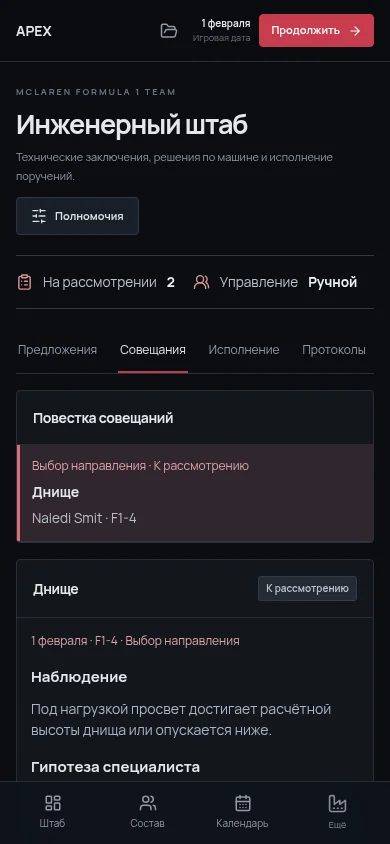 APEX
1 февраля
Игровая дата
Продолжить
MCLAREN FORMULA 1 TEAM
Инженерный штаб
Технические заключения, решения по машине и исполнение
поручений.
Полномочия
На рассмотрении 2 Управление Ручной
Предложения Совещания Исполнение Протоколы
Повестка совещаний
Выбор направления · К рассмотрению
Днище
Naledi Smit · F1-4
Днище
К рассмотрению
1 февраля · F1-4 · Выбор направления
Наблюдение
Под нагрузкой просвет достигает расчётной
высоты днища или опускается ниже.
Гипотеза специалиста
Штаб Состав Календарь Ещё